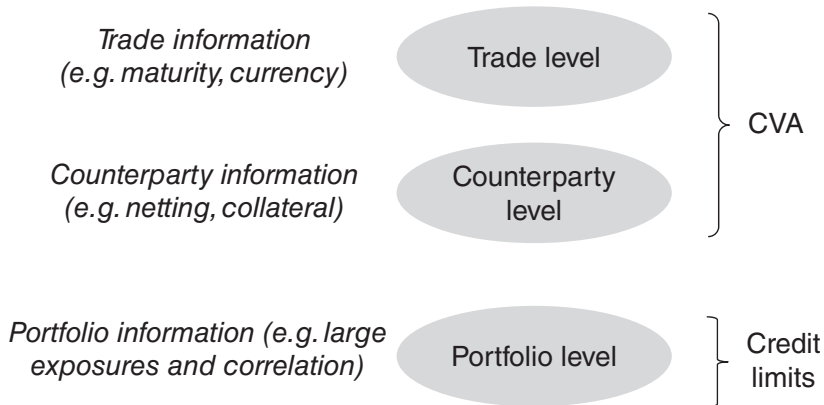 Trade information
(e.g. maturity, currency)
Trade level
CVA
Counterparty information
(e.g. netting, collateral)
Counterparty
level
Portfolio information (e.g. large
exposures and correlation)
Portfolio level
Credit
limits